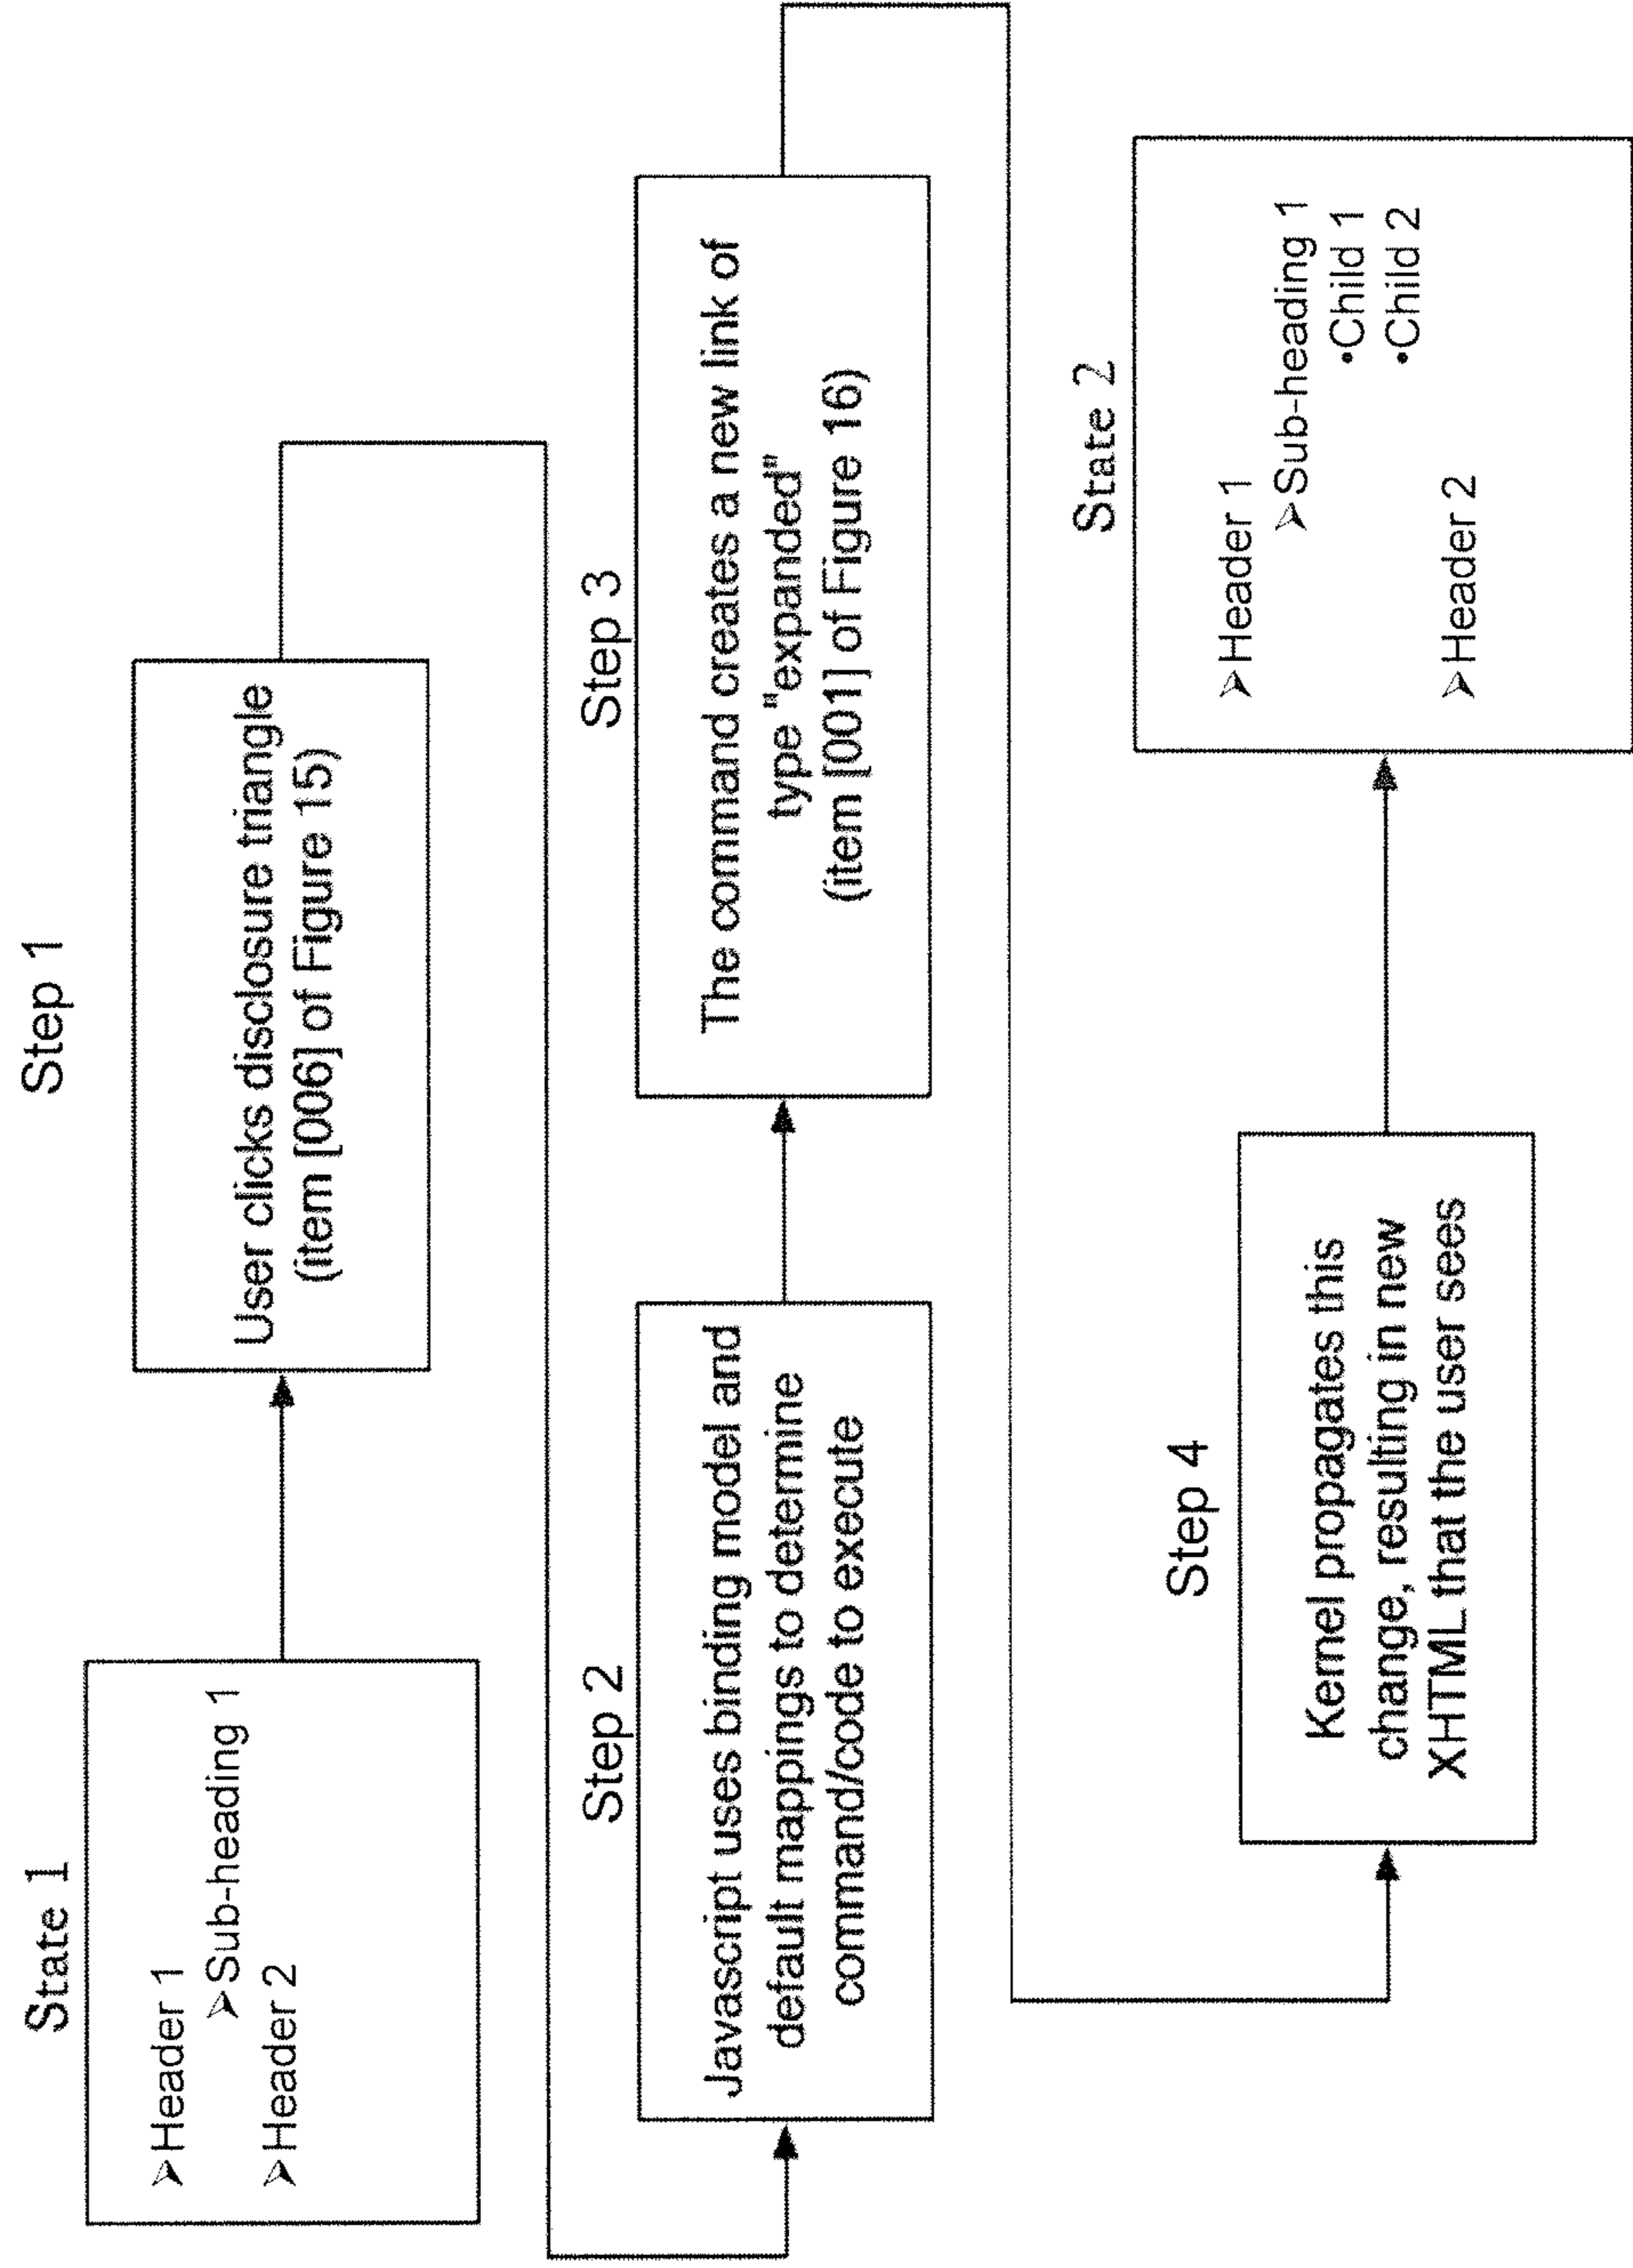 State 1
➢Header 1
➢Sub-heading 1
➢Header 2
Step 1
User clicks disclosure triangle
(item [006] of Figure 15)
Step 2
Javascript uses binding model and
default mappings to determine
command/code to execute
Step 3
The command creates a new link of
type "expanded"
(item [001] of Figure 16)
Step 4
Kernel propagates this
change, resulting in new
XHTML that the user sees
State 2
➢Header 1
➢Sub-heading 1
•Child 1
•Child 2
➢Header 2